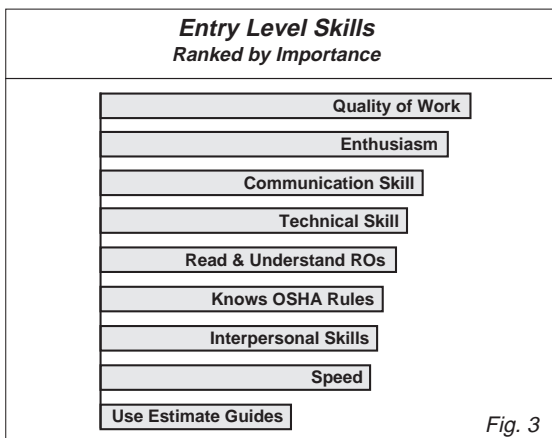 Entry Level Skills
Ranked by Importance
Quality of Work
Enthusiasm
Communication Skill
Technical Skill
Read & Understand ROs
Knows OSHA Rules
Interpersonal Skills
Speed
Use Estimate Guides
Fig. 3